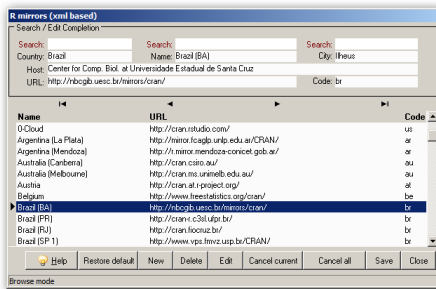 R mirrors (xml based)
Search / Edit Completion
Search: Search: Search:
Country: Brazil Name: Brazil (BA) City: Ilheus
Host: Center for Comp. Biol. at Universidade Estadual de Santa Cruz
URL: http://nbcgib.uesc.br/mirrors/cran/ Code: br
Name URL Code
0-Cloud http://cran.rstudio.com/ us
Argentina (La Plata) http://mirror.fcaglp.unlp.edu.ar/CRAN/ ar
Argentina (Mendoza) http://r.mirror.mendoza-conicet.gob.ar/ ar
Australia (Canberra) http://cran.csiro.au/ au
Australia (Melbourne) http://cran.ms.unimelb.edu.au/ au
Austria http://cran.at.r-project.org/ at
Belgium http://www.freestatistics.org/cran/ be
Brazil (BA) http://nbcgib.uesc.br/mirrors/cran/ br
Brazil (PR) http://cran-r.c3sl.ufpr.br/ br
Brazil (RJ) http://cran.fiocruz.br/ br
Brazil (SP 1) http://www.vps.fmvz.usp.br/CRAN/ br
Help Restore default New Delete Edit Cancel current Cancel all Save Close
Browse mode